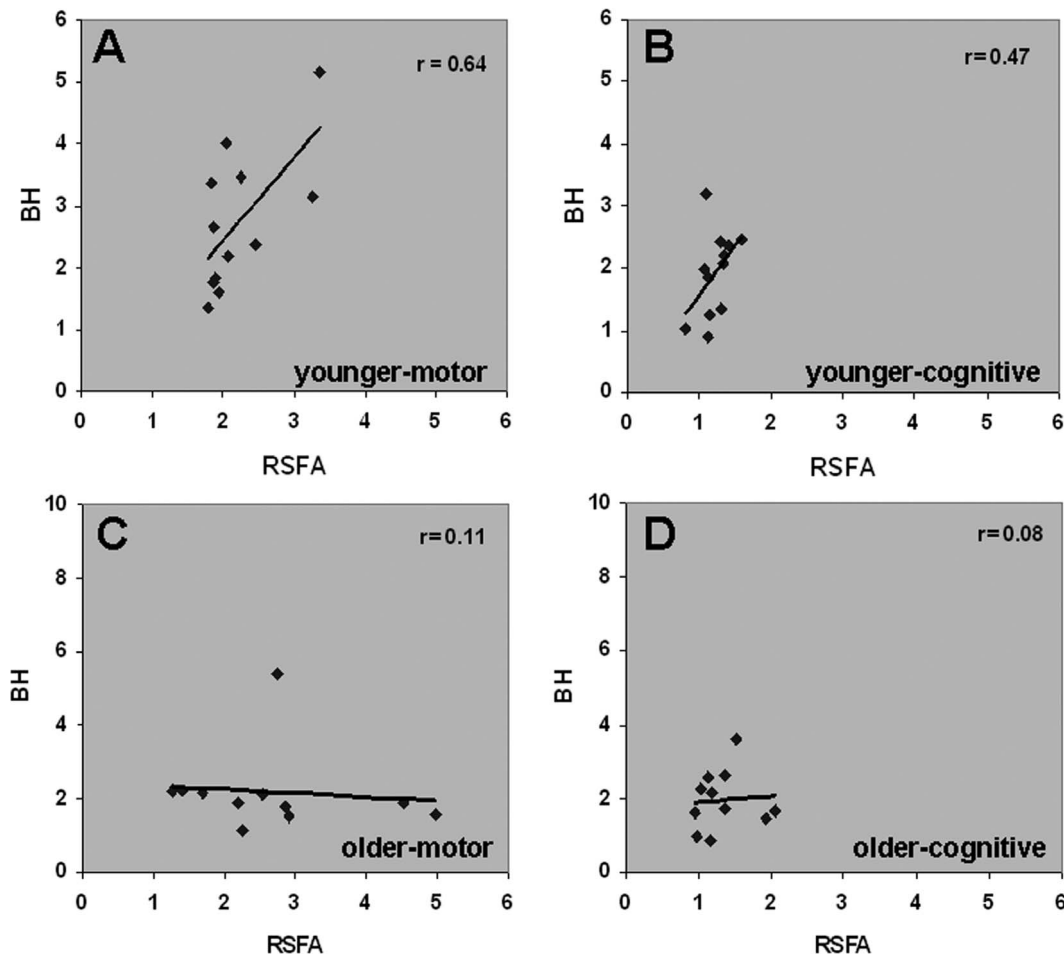 A
r = 0.64
6
5
4
3
2
1
0
BH
younger-motor
0 1 2 3 4 5 6
RSFA
B
r=0.47
6
5
4
3
2
1
0
BH
younger-cognitive
0 1 2 3 4 5 6
RSFA
C
r=0.11
10
8
6
4
2
0
BH
older-motor
0 1 2 3 4 5 6
RSFA
D
r=0.08
10
8
6
4
2
0
BH
older-cognitive
0 1 2 3 4 5 6
RSFA